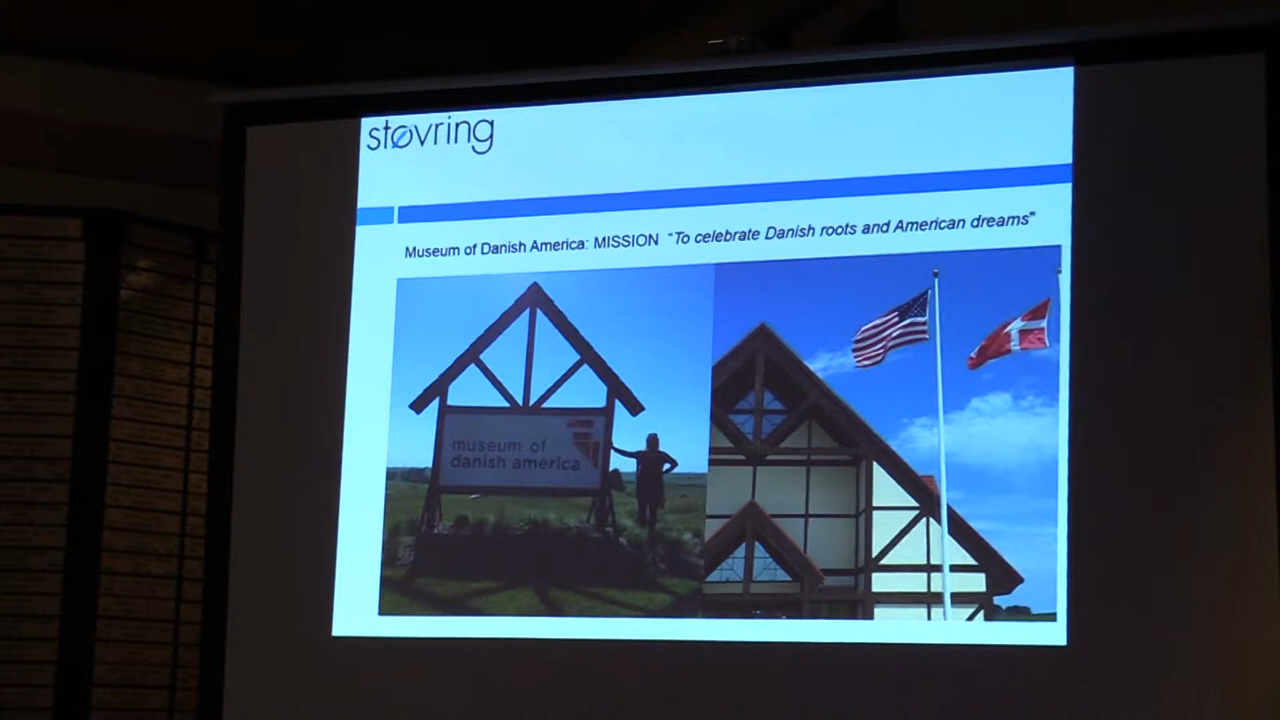 støvring
Museum of Danish America: MISSION "To celebrate Danish roots and American dreams"
museum of
danish america